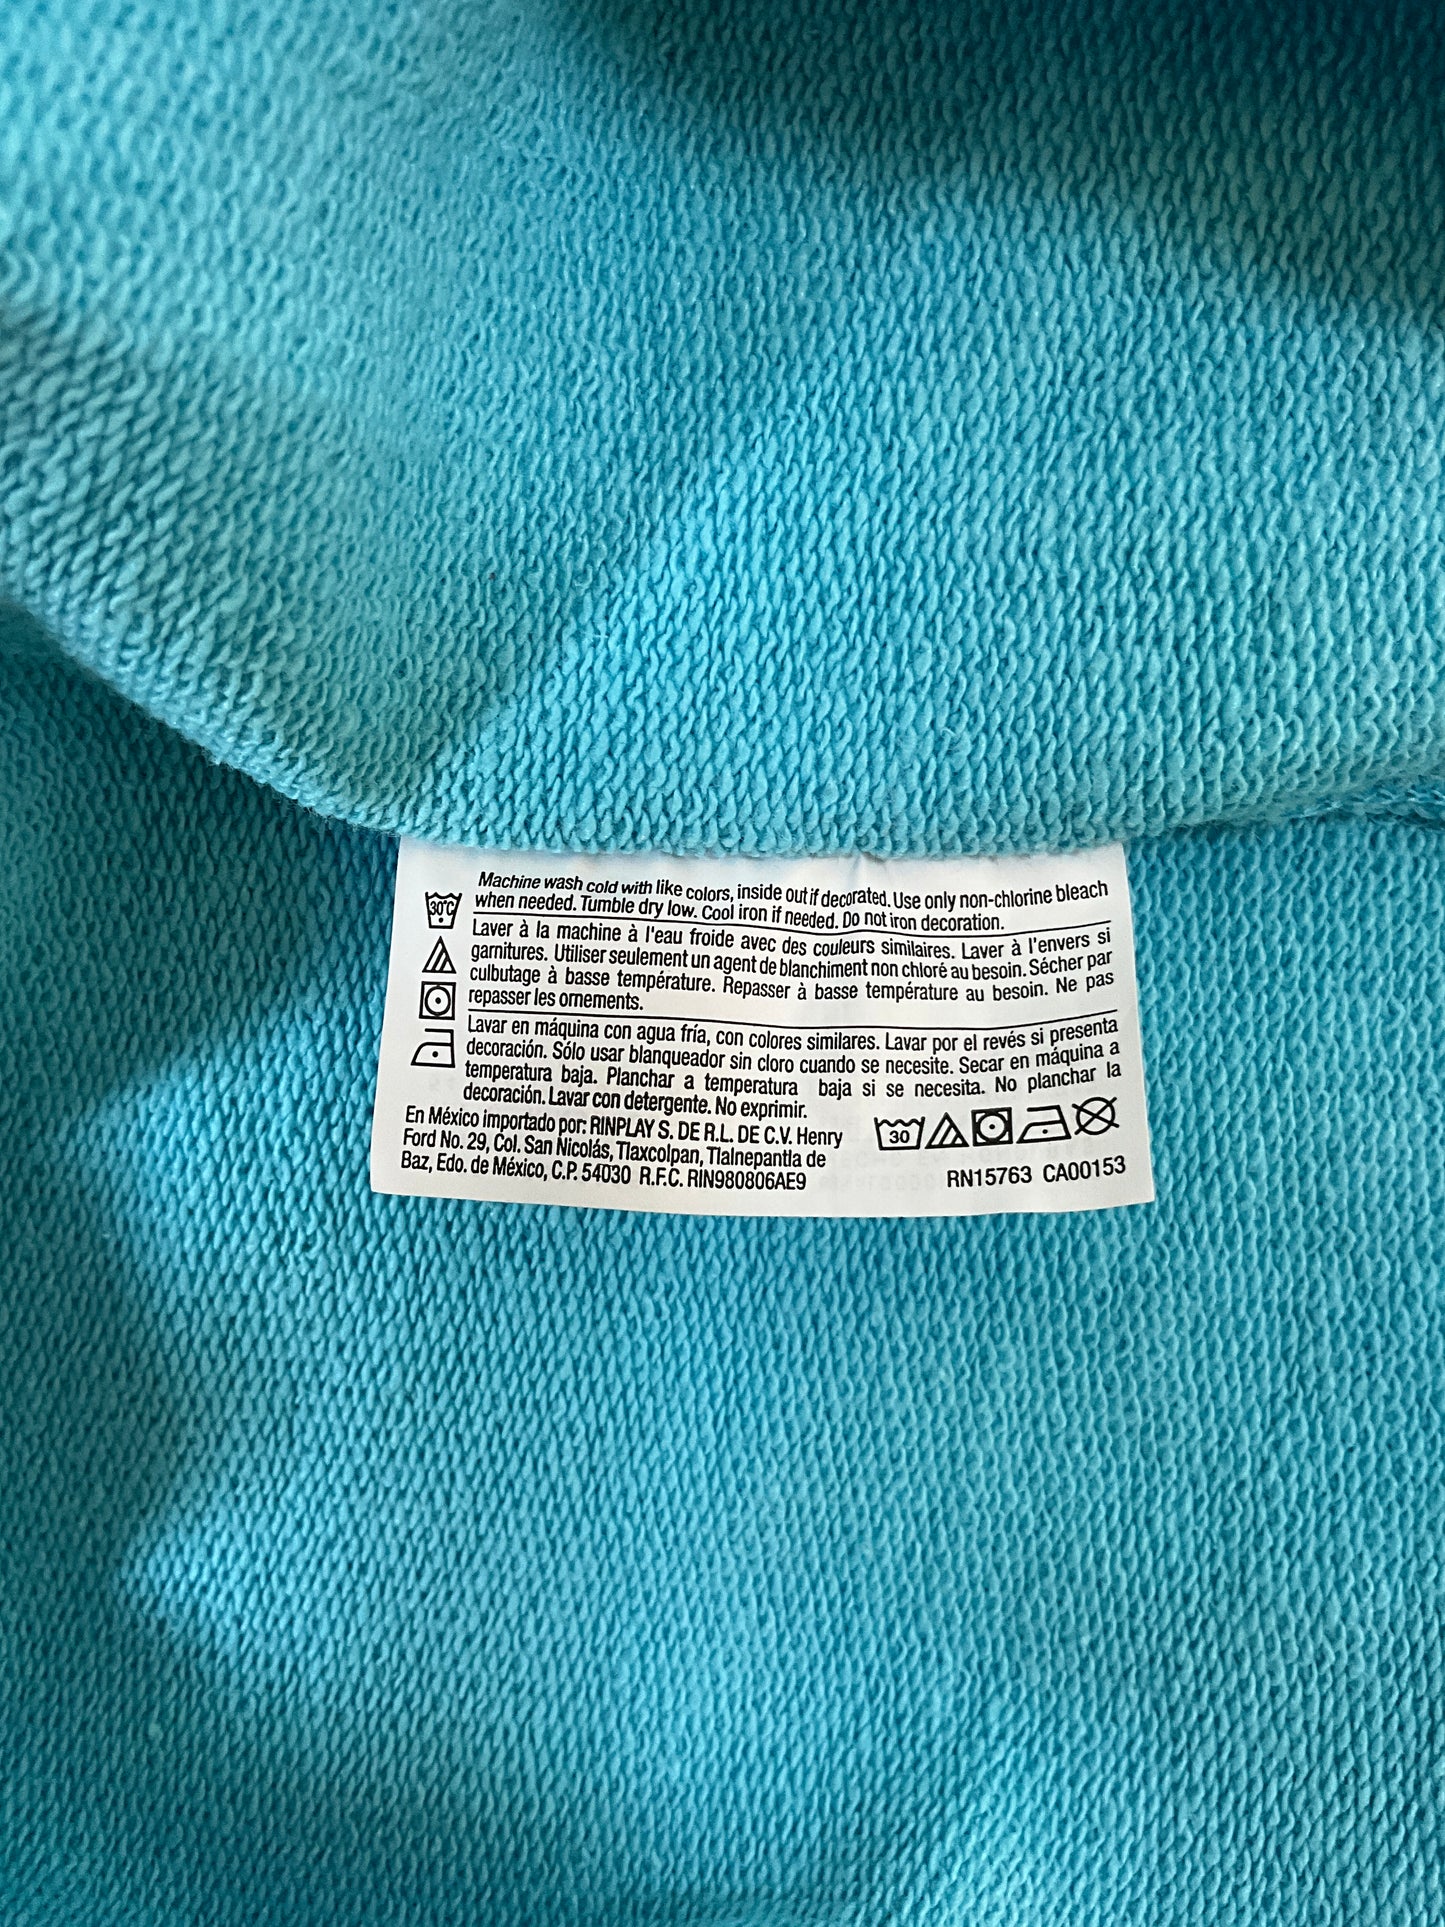 Machine wash cold with like colors, inside out if decorated. Use only non-chlorine bleach
when needed. Tumble dry low. Cool iron if needed. Do not iron decoration.
30°C
Laver à la machine à l'eau froide avec des couleurs similaires. Laver à l'envers si
garnitures. Utiliser seulement un agent de blanchiment non chloré au besoin. Sécher par
culbutage à basse température. Repasser à basse température au besoin. Ne pas
repasser les ornements.
Lavar en máquina con agua fría, con colores similares. Lavar por el revés si presenta
decoración. Sólo usar blanqueador sin cloro cuando se necesite. Secar en máquina a
temperatura baja. Planchar a temperatura baja si se necesita. No planchar la
decoración. Lavar con detergente. No exprimir.
En México importado por: RINPLAY S. DE R.L. DE C.V. Henry
Ford No. 29, Col. San Nicolás, Tlaxcolpan, Tlalnepantla de
Baz, Edo. de México, C.P. 54030 R.F.C. RIN980806AE9
30
RN15763 CA00153